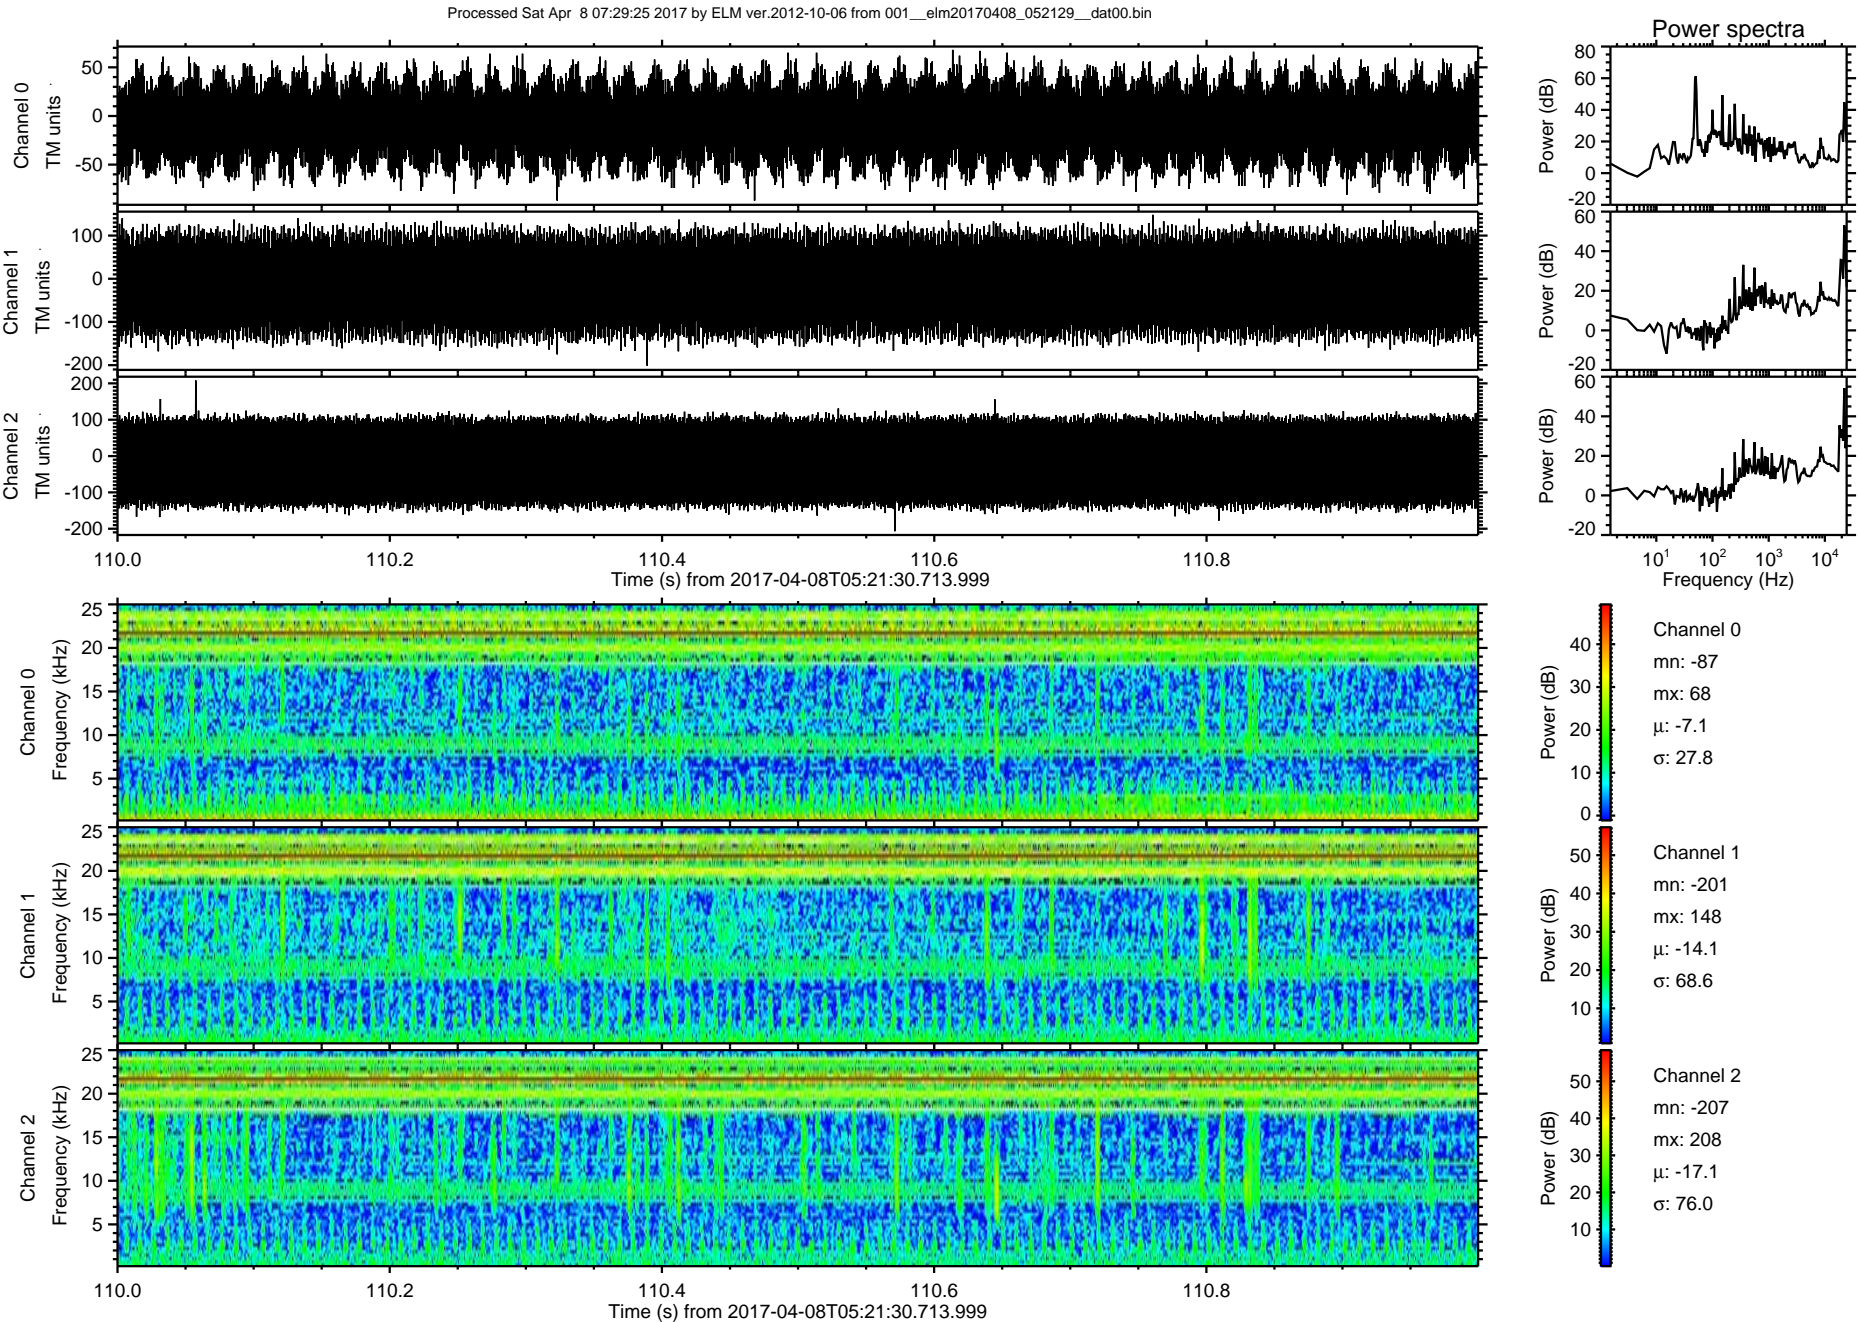 Processed Sat Apr  8 07:29:25 2017 by ELM ver.2012-10-06 from 001__elm20170408_052129__dat00.bin
Power spectra
Channel 0
TM units
50
0
-50
Power (dB)
80
60
40
20
0
-20
Channel 1
TM units
100
0
-100
-200
Power (dB)
60
40
20
0
-20
Channel 2
TM units
200
100
0
-100
-200
Power (dB)
60
40
20
0
-20
110.0 110.2 110.4 110.6 110.8
Time (s) from 2017-04-08T05:21:30.713.999
10¹ 10² 10³ 10⁴
Frequency (Hz)
Channel 0
Frequency (kHz)
25
20
15
10
5
Power (dB)
40
30
20
10
0
Channel 0
mn: -87
mx: 68
μ: -7.1
σ: 27.8
Channel 1
Frequency (kHz)
25
20
15
10
5
Power (dB)
50
40
30
20
10
Channel 1
mn: -201
mx: 148
μ: -14.1
σ: 68.6
Channel 2
Frequency (kHz)
25
20
15
10
5
Power (dB)
50
40
30
20
10
Channel 2
mn: -207
mx: 208
μ: -17.1
σ: 76.0
110.0 110.2 110.4 110.6 110.8
Time (s) from 2017-04-08T05:21:30.713.999